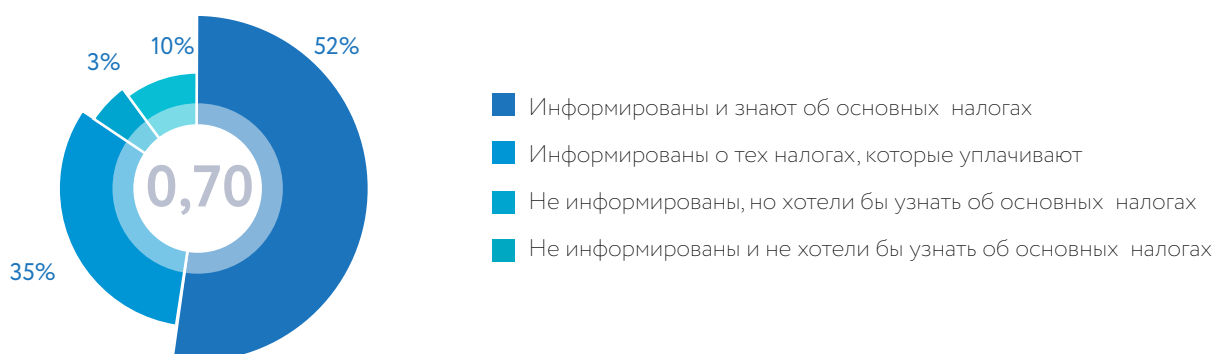 10%
52%
3%
0,70
35%
Информированы и знают об основных налогах
Информированы о тех налогах, которые уплачивают
Не информированы, но хотели бы узнать об основных налогах
Не информированы и не хотели бы узнать об основных налогах